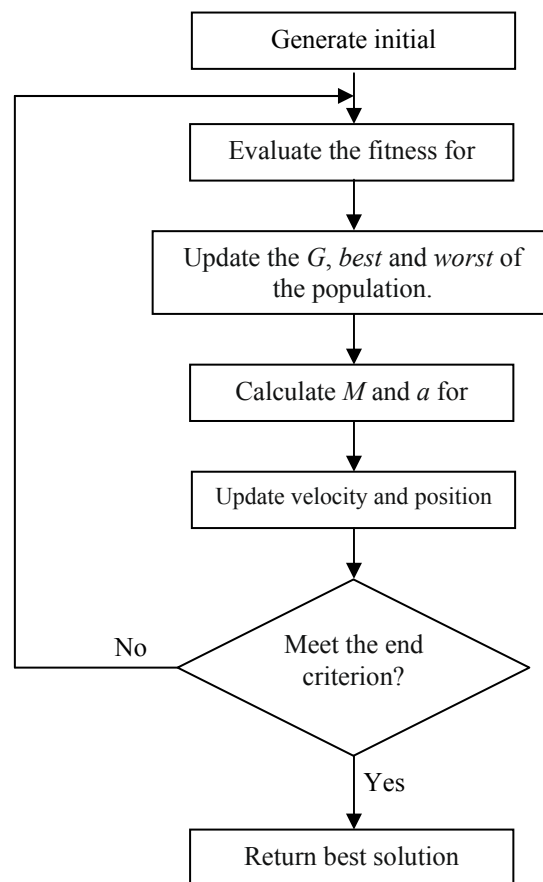 Generate initial
Evaluate the fitness for
Update the G, best and worst of
the population.
Calculate M and a for
Update velocity and position
Meet the end
criterion?
No
Yes
Return best solution